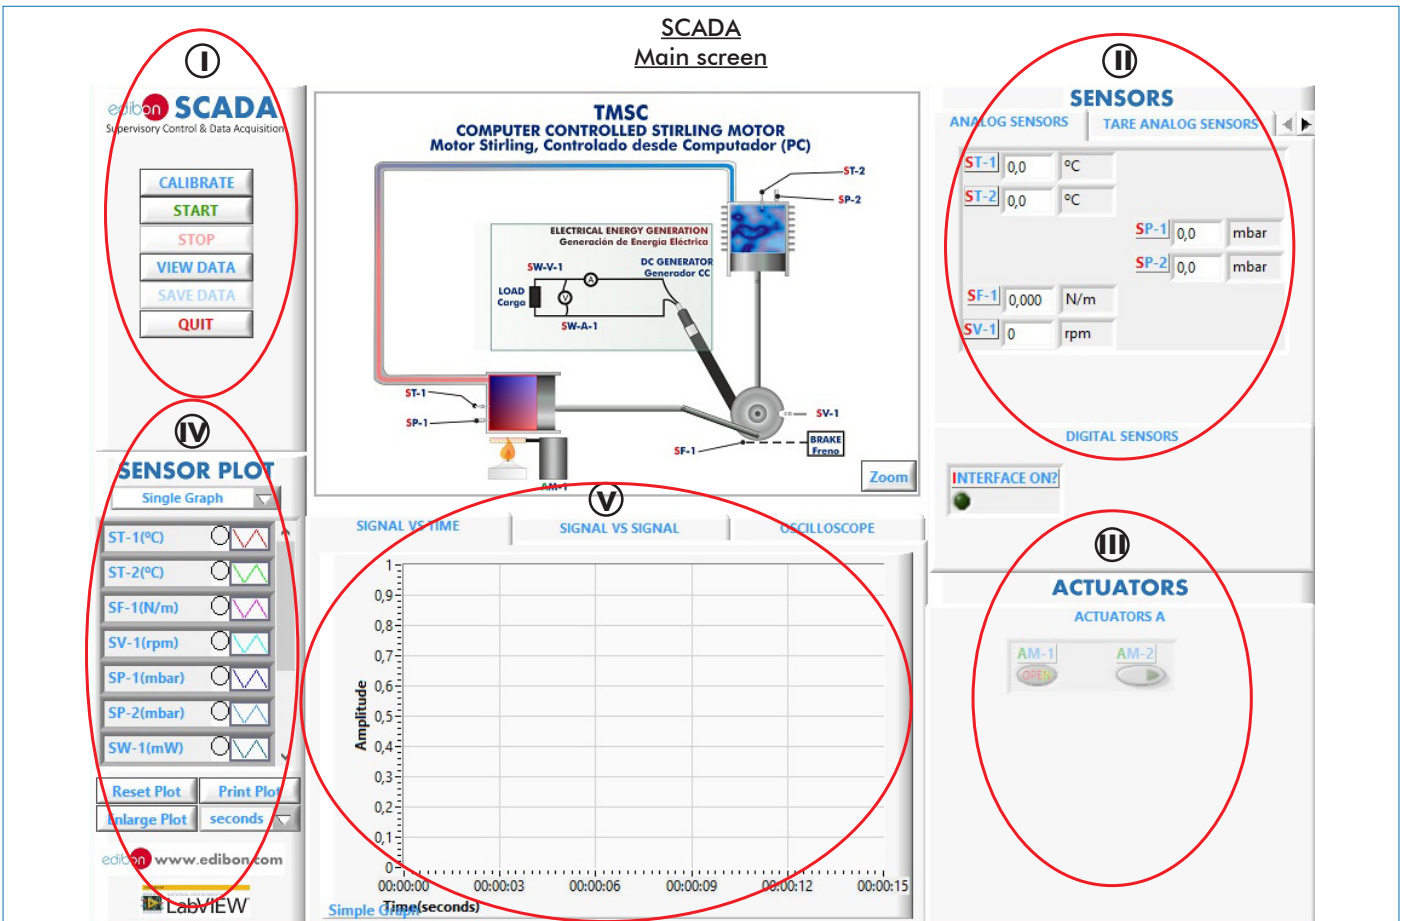 SCADA
Main screen
I
II
III
IV
V
edibon SCADA
Supervisory Control & Data Acquisition
CALIBRATE
START
STOP
VIEW DATA
SAVE DATA
QUIT
TMSC
COMPUTER CONTROLLED STIRLING MOTOR
Motor Stirling, Controlado desde Computador (PC)
ST-2
SP-2
ELECTRICAL ENERGY GENERATION
Generación de Energía Eléctrica
SW-V-1
DC GENERATOR
Generador CC
A
LOAD
Carga
V
SW-A-1
ST-1
SP-1
SV-1
SF-1
BRAKE
Freno
AM-1
Zoom
SENSORS
ANALOG SENSORS
TARE ANALOG SENSORS
ST-1 0,0 ºC
ST-2 0,0 ºC
SP-1 0,0 mbar
SP-2 0,0 mbar
SF-1 0,000 N/m
SV-1 0 rpm
DIGITAL SENSORS
INTERFACE ON?
ACTUATORS
ACTUATORS A
AM-1 AM-2
OPEN
SENSOR PLOT
Single Graph
ST-1(ºC)
ST-2(ºC)
SF-1(N/m)
SV-1(rpm)
SP-1(mbar)
SP-2(mbar)
SW-1(mW)
Reset Plot Print Plot
Enlarge Plot seconds
edibon www.edibon.com
LabVIEW
SIGNAL VS TIME SIGNAL VS SIGNAL OSCILLOSCOPE
Amplitude
1
0,9
0,8
0,7
0,6
0,5
0,4
0,3
0,2
0,1
0
00:00:00 00:00:03 00:00:06 00:00:09 00:00:12 00:00:15
Time(seconds)
Simple Graph